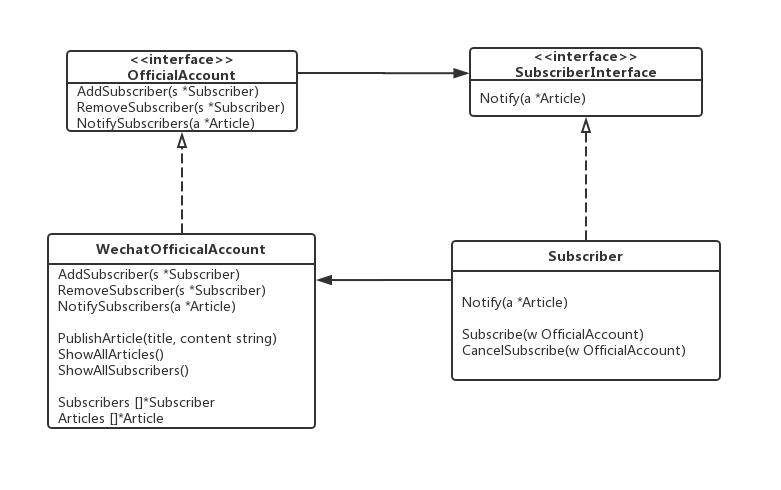 <<interface>>
OfficialAccount
AddSubscriber(s *Subscriber)
RemoveSubscriber(s *Subscriber)
NotifySubscribers(a *Article)
<<interface>>
SubscriberInterface
Notify(a *Article)
WechatOfficicalAccount
AddSubscriber(s *Subscriber)
RemoveSubscriber(s *Subscriber)
NotifySubscribers(a *Article)
PublishArticle(title, content string)
ShowAllArticles()
ShowAllSubscribers()
Subscribers []*Subscriber
Articles []*Article
Subscriber
Notify(a *Article)
Subscribe(w OfficialAccount)
CancelSubscribe(w OfficialAccount)